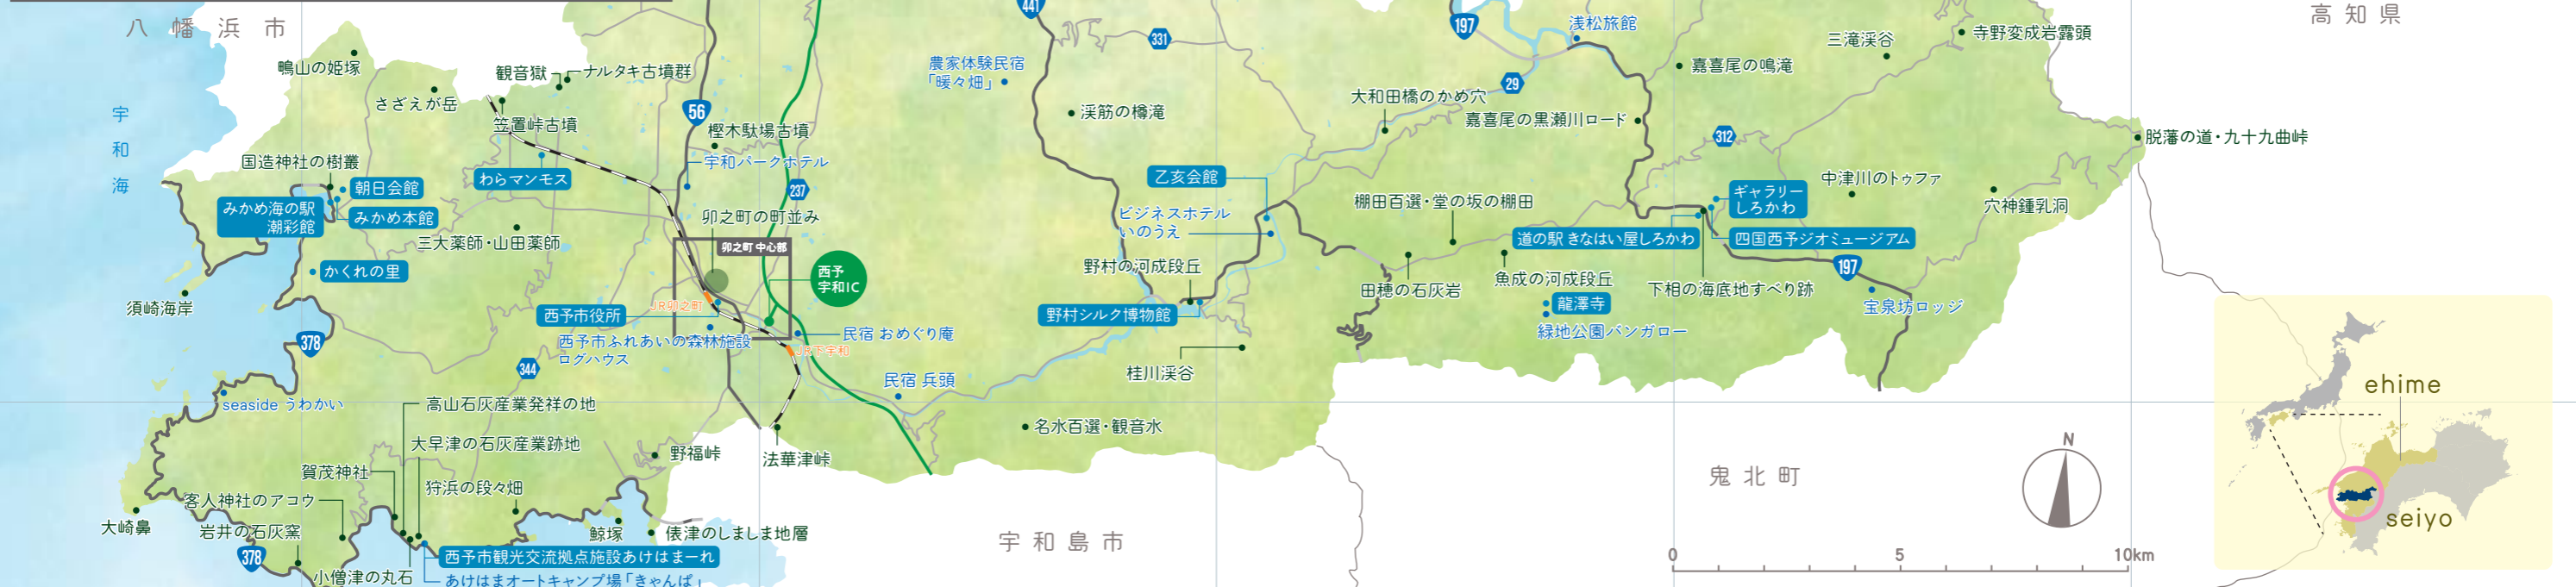 441
八幡浜市
高知県
197
浅松旅館
寺野変成岩露頭
331
三滝渓谷
鴫山の姫塚
観音嶽
ナルタキ古墳群
農家体験民宿
「暖々畑」
嘉喜尾の鳴滝
29
さざえが岳
大和田橋のかめ穴
宇和海
56
渓筋の樽滝
嘉喜尾の黒瀬川ロード
笠置峠古墳
樫木駄場古墳
312
脱藩の道・九十九曲峠
国造神社の樹叢
宇和パークホテル
朝日会館
わらマンモス
237
乙亥会館
中津川のトゥファ
ギャラリー
しろかわ
みかめ海の駅
潮彩館
みかめ本館
卯之町の町並み
ビジネスホテル
いのうえ
棚田百選・堂の坂の棚田
穴神鍾乳洞
三大薬師・山田薬師
卯之町 中心部
道の駅 きなはい屋しろかわ
四国西予ジオミュージアム
かくれの里
西予
宇和IC
野村の河成段丘
197
須崎海岸
JR卯之町
田穂の石灰岩
魚成の河成段丘
下相の海底地すべり跡
西予市役所
野村シルク博物館
龍澤寺
宝泉坊ロッジ
378
西予市ふれあいの森林施設
ログハウス
民宿 おめぐり庵
JR下宇和
緑地公園バンガロー
344
桂川渓谷
民宿 兵頭
ehime
seaside うわかい
高山石灰産業発祥の地
名水百選・観音水
大早津の石灰産業跡地
N
野福峠
法華津峠
賀茂神社
鬼北町
狩浜の段々畑
客人神社のアコウ
seiyo
大崎鼻
岩井の石灰窯
鯨塚
俵津のしましま地層
宇和島市
378
西予市観光交流拠点施設あけはまーれ
0 5 10km
小僧津の丸石
あけはまオートキャンプ場「きゃんぱ」